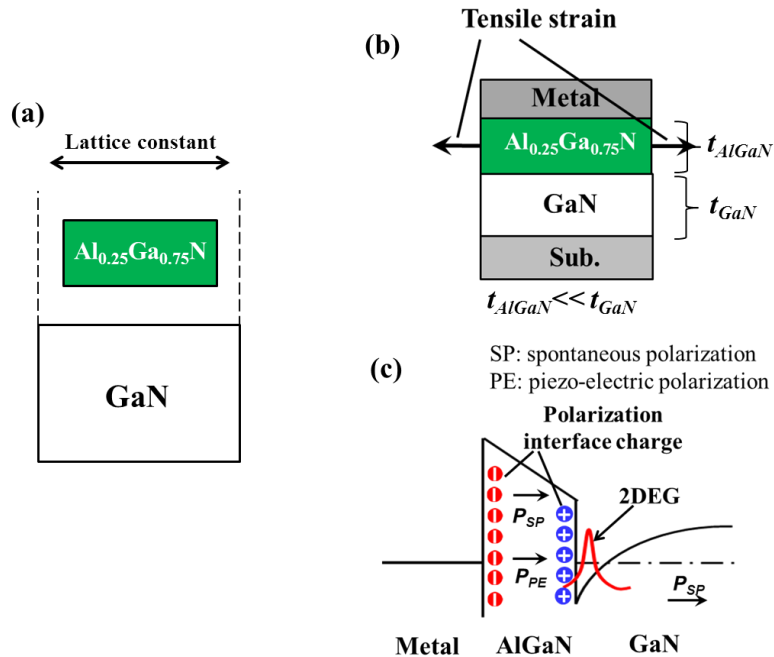 (a)
Lattice constant
Al0.25Ga0.75N
GaN
(b)
Tensile strain
Metal
Al0.25Ga0.75N
GaN
Sub.
tAlGaN
tGaN
tAlGaN<< tGaN
SP: spontaneous polarization
PE: piezo-electric polarization
(c)
Polarization
interface charge
2DEG
PSP
PPE
PSP
Metal
AlGaN
GaN